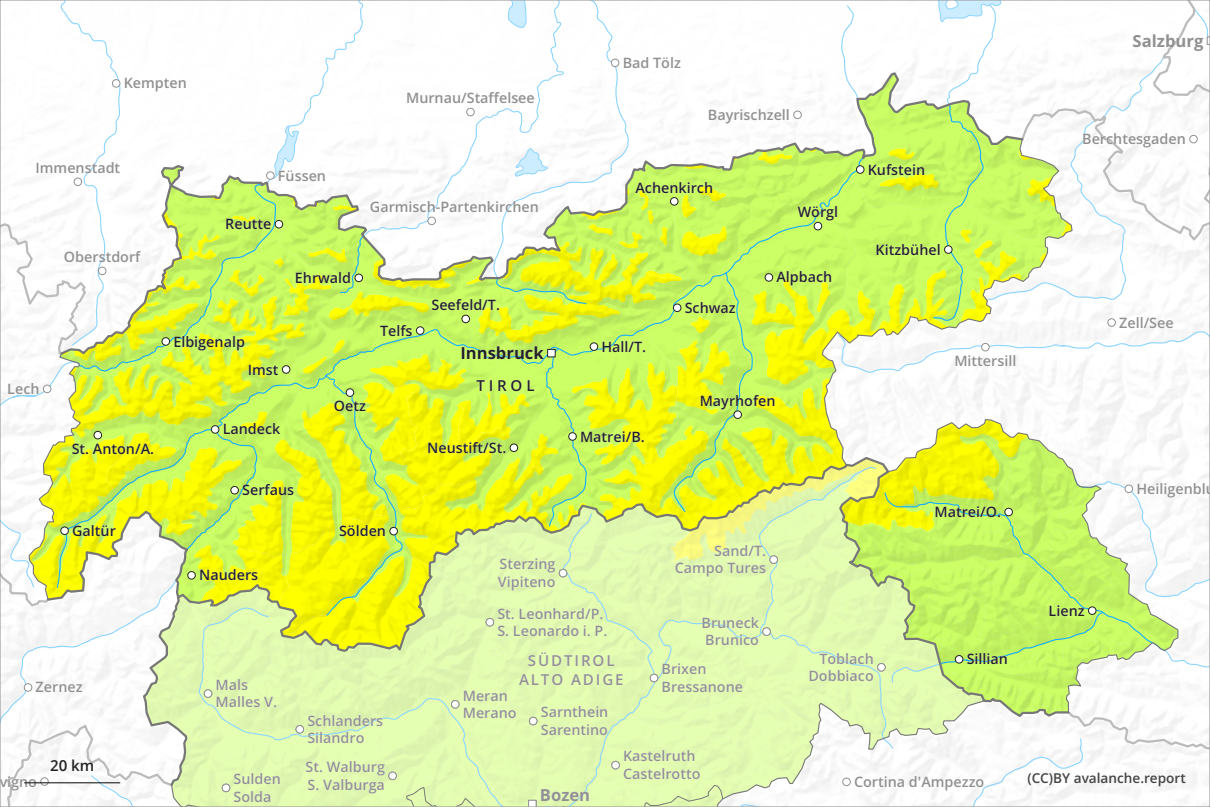 Salzburg
Bad Tölz
Kempten
Murnau/Staffelsee
Bayrischzell
Berchtesgaden
Immenstadt
Füssen
Kufstein
Achenkirch
Garmisch-Partenkirchen
Wörgl
Reutte
Kitzbühel
Oberstdorf
Ehrwald
Alpbach
Seefeld/T.
Schwaz
Zell/See
Telfs
Elbigenalp
Hall/T.
Innsbruck
Mittersill
Imst
TIROL
Lech
Oetz
Mayrhofen
Landeck
Matrei/B.
St. Anton/A.
Neustift/St.
Serfaus
Heiligenblu
Matrei/O.
Galtür
Sölden
Sand/T.
Campo Tures
Sterzing
Vipiteno
Nauders
Lienz
St. Leonhard/P.
S. Leonardo i. P.
Bruneck
Brunico
Sillian
SÜDTIROL
ALTO ADIGE
Toblach
Dobbiaco
Brixen
Bressanone
Zernez
Mals
Malles V.
Meran
Merano
Sarnthein
Sarentino
Schlanders
Silandro
Kastelruth
Castelrotto
20 km
St. Walburg
S. Valburga
(CC)BY avalanche.report
vigno
Sulden
Solda
Cortina d'Ampezzo
Bozen